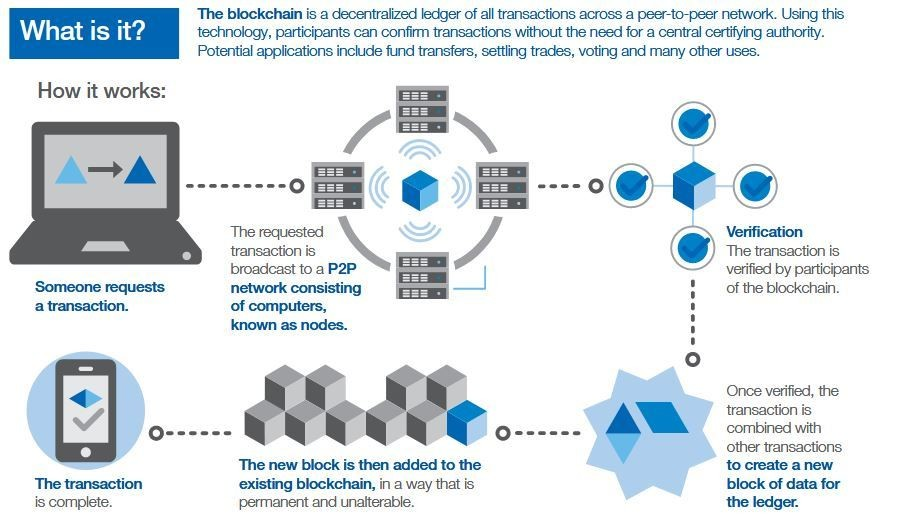 What is it?
The blockchain is a decentralized ledger of all transactions across a peer-to-peer network. Using this
technology, participants can confirm transactions without the need for a central certifying authority.
Potential applications include fund transfers, settling trades, voting and many other uses.
How it works:
Someone requests
a transaction.
The requested
transaction is
broadcast to a P2P
network consisting
of computers,
known as nodes.
Verification
The transaction is
verified by participants
of the blockchain.
Once verified, the
transaction is
combined with
other transactions
to create a new
block of data for
the ledger.
The new block is then added to the
existing blockchain, in a way that is
permanent and unalterable.
The transaction
is complete.